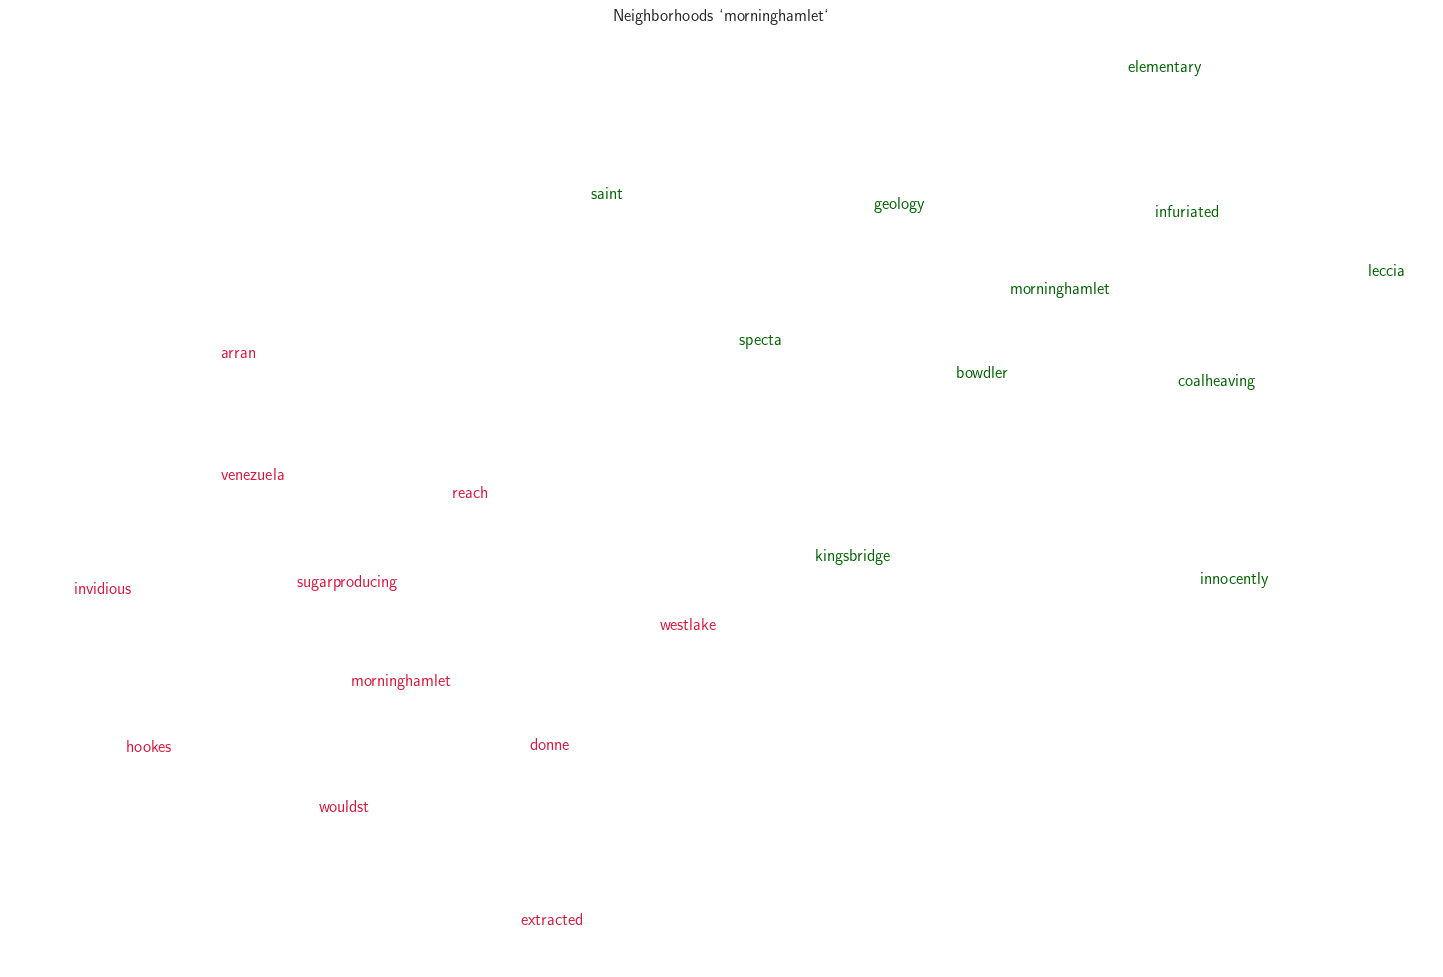 Neighborhoods ‘morninghamlet‘
elementary
saint
geology
infuriated
leccia
morninghamlet
specta
arran
bowdler
coalheaving
venezuela
reach
kingsbridge
innocently
sugarproducing
invidious
westlake
morninghamlet
donne
hookes
wouldst
extracted